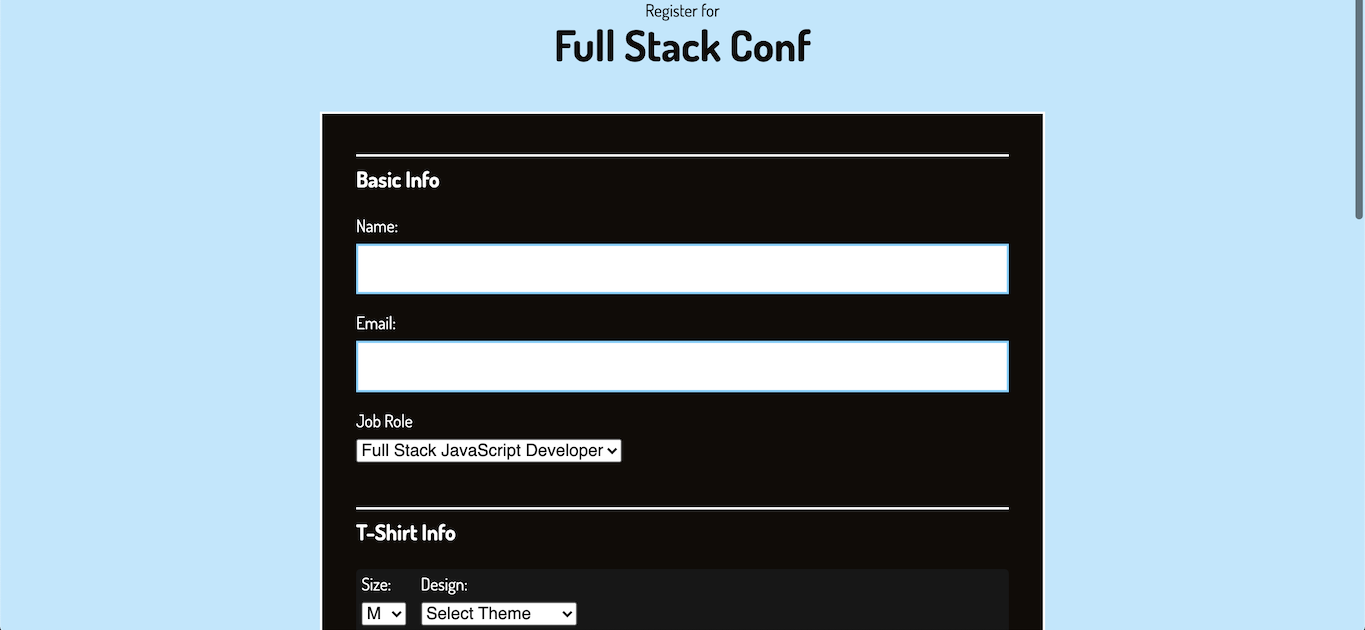 Register for
Full Stack Conf
Basic Info
Name:
Email:
Job Role
Full Stack JavaScript Developer
T-Shirt Info
Size: Design:
M Select Theme